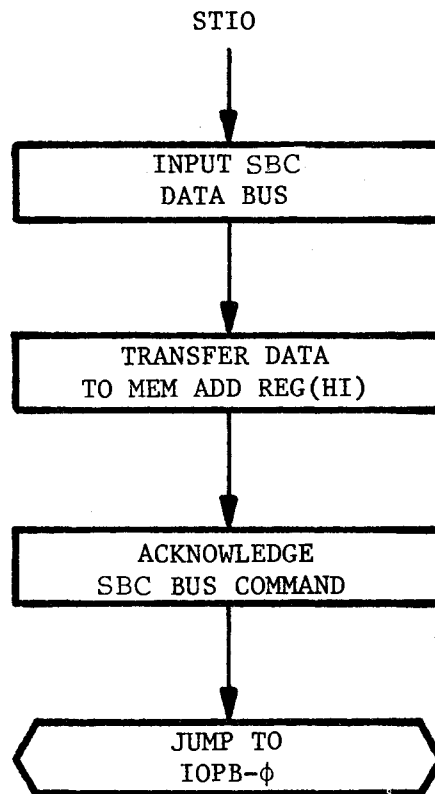 STIO
INPUT SBC
DATA BUS
TRANSFER DATA
TO MEM ADD REG(HI)
ACKNOWLEDGE
SBC BUS COMMAND
JUMP TO
IOPB-ϕ